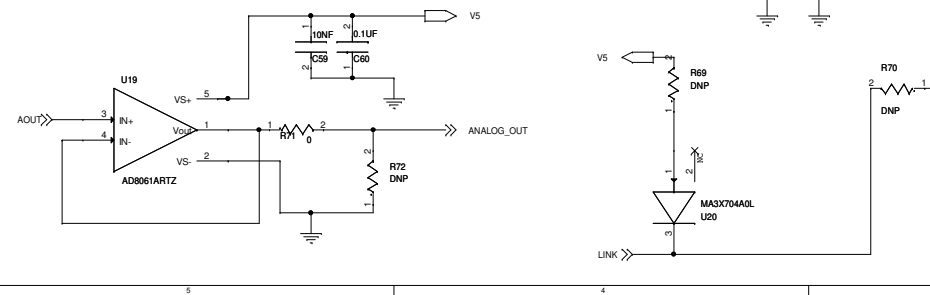 V5
1
10NF
2
0.1UF
C59
2
C60
1
U19
VS+
5
AOUT
3
IN+
4
IN-
Vout
1
1
R71
2
0
ANALOG_OUT
VS-
2
AD8061ARTZ
2
R72
DNP
1
V5
2
R69
DNP
1
R70
2
1
DNP
1
2
NC
MA3X704A0L
U20
3
LINK
5
4